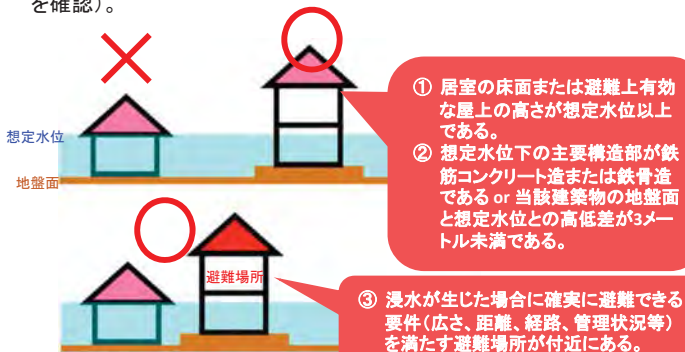 を確認)。
① 居室の床面または避難上有効
な屋上の高さが想定水位以上
である。
② 想定水位下の主要構造部が鉄
筋コンクリート造または鉄骨造
である or 当該建築物の地盤面
と想定水位との高低差が3メー
トル未満である。
想定水位
地盤面
避難場所
③ 浸水が生じた場合に確実に避難できる
要件(広さ、距離、経路、管理状況等)
を満たす避難場所が付近にある。